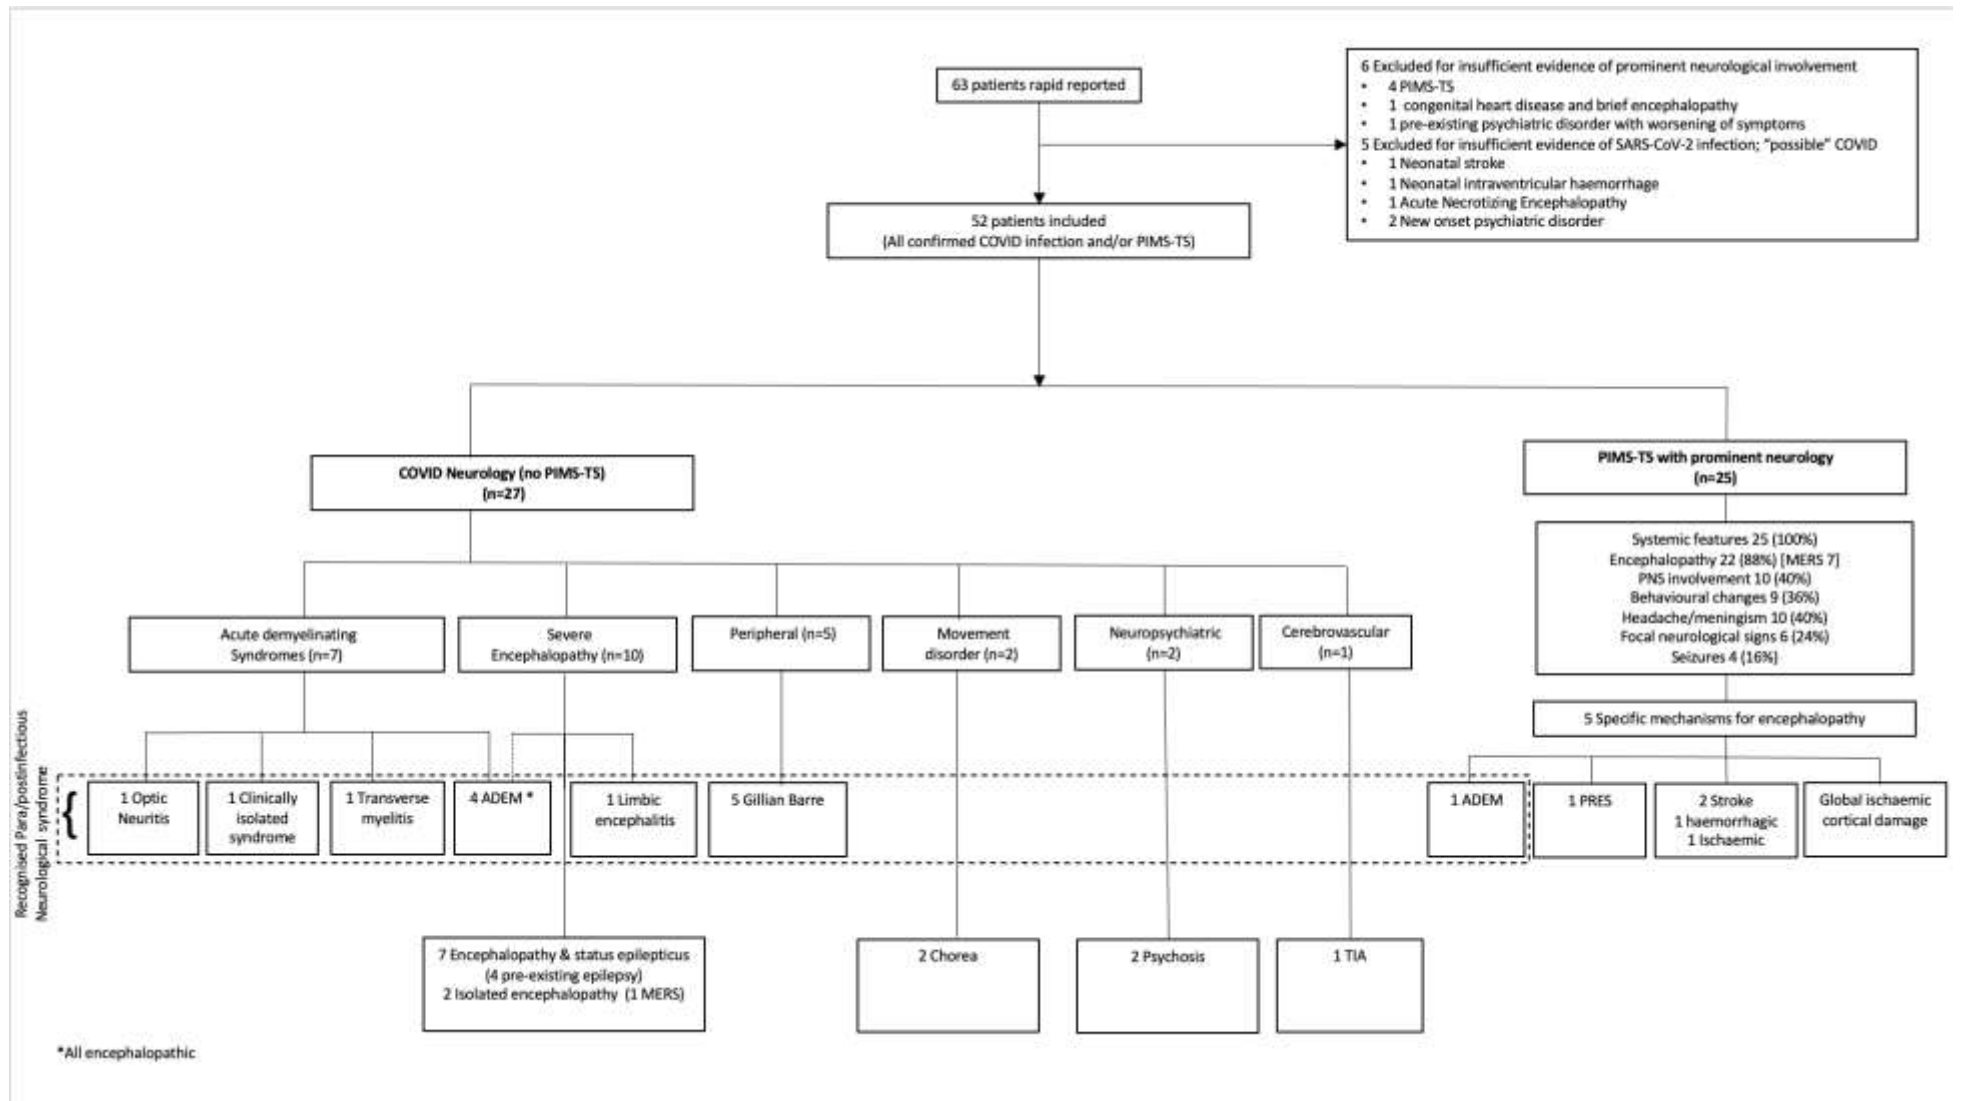 63 patients rapid reported
6 Excluded for insufficient evidence of prominent neurological involvement
• 4 PIMS-TS
• 1 congenital heart disease and brief encephalopathy
• 1 pre-existing psychiatric disorder with worsening of symptoms
5 Excluded for insufficient evidence of SARS-CoV-2 infection; "possible" COVID
• 1 Neonatal stroke
• 1 Neonatal intraventricular haemorrhage
• 1 Acute Necrotizing Encephalopathy
• 2 New onset psychiatric disorder
52 patients included
(All confirmed COVID infection and/or PIMS-TS)
COVID Neurology (no PIMS-TS)
(n=27)
PIMS-TS with prominent neurology
(n=25)
Systemic features 25 (100%)
Encephalopathy 22 (88%) [MERS 7]
PNS involvement 10 (40%)
Behavioural changes 9 (36%)
Headache/meningism 10 (40%)
Focal neurological signs 6 (24%)
Seizures 4 (16%)
Acute demyelinating
Syndromes (n=7)
Severe
Encephalopathy (n=10)
Peripheral (n=5)
Movement
disorder (n=2)
Neuropsychiatric
(n=2)
Cerebrovascular
(n=1)
5 Specific mechanisms for encephalopathy
Recognised Para/postinfectious
Neurological syndrome
{
1 Optic
Neuritis
1 Clinically
isolated
syndrome
1 Transverse
myelitis
4 ADEM *
1 Limbic
encephalitis
5 Gillian Barre
1 ADEM
1 PRES
2 Stroke
1 haemorrhagic
1 Ischaemic
Global ischaemic
cortical damage
7 Encephalopathy & status epilepticus
(4 pre-existing epilepsy)
2 Isolated encephalopathy (1 MERS)
2 Chorea
2 Psychosis
1 TIA
*All encephalopathic